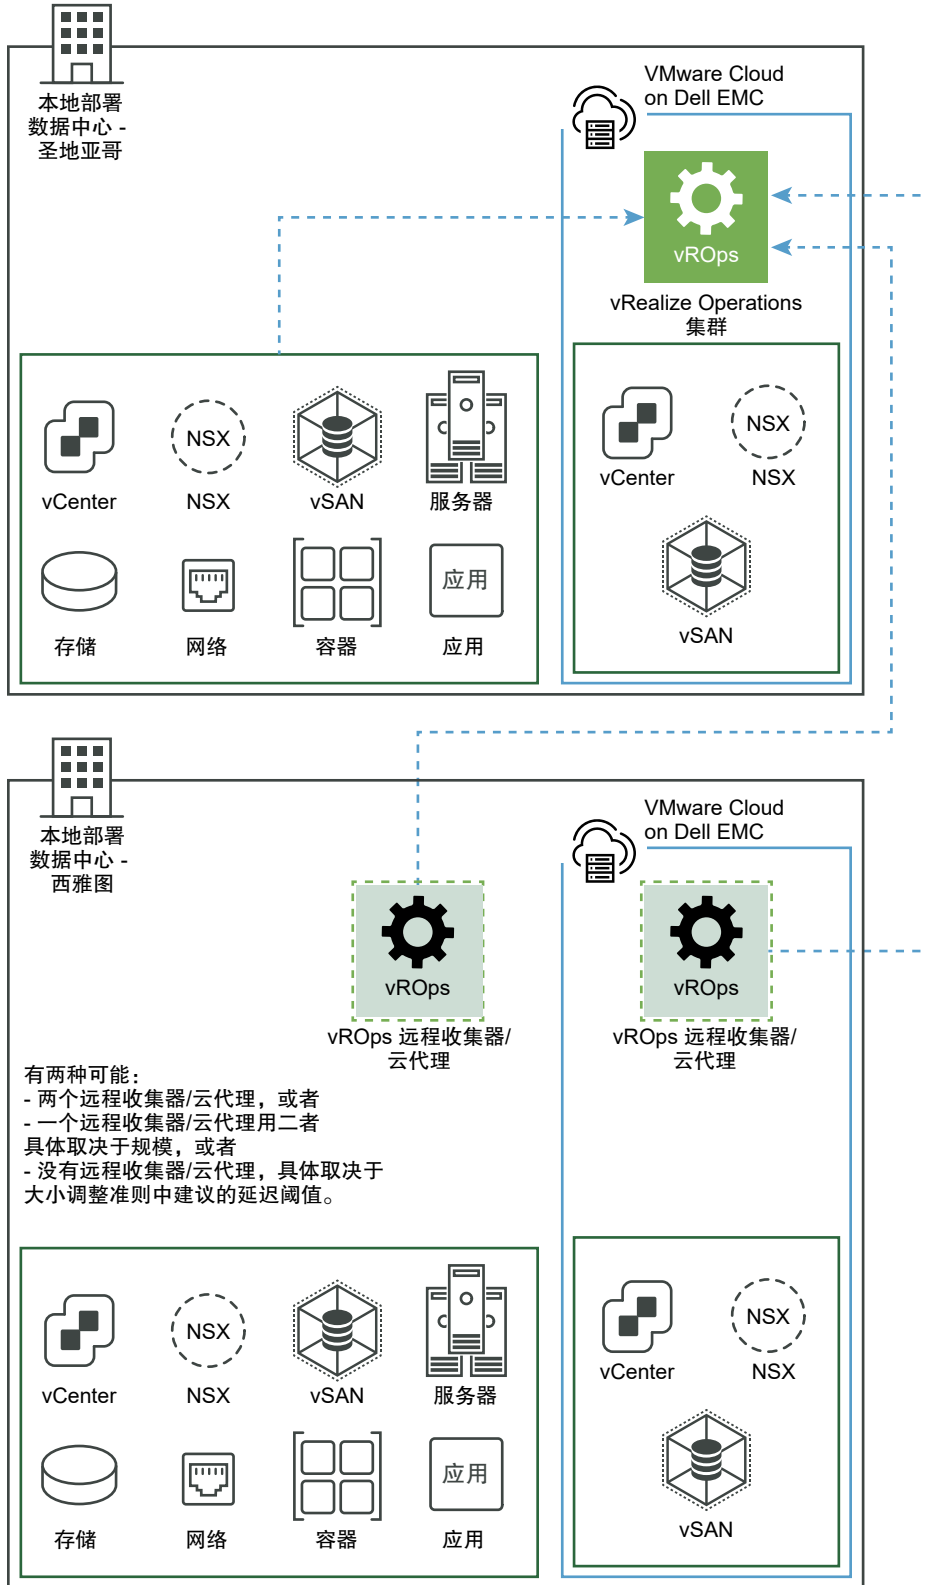 本地部署
数据中心 -
圣地亚哥
VMware Cloud
on Dell EMC
vROps
vRealize Operations
集群
vCenter
NSX
NSX
vSAN
服务器
存储
网络
容器
应用
应用
vCenter
NSX
NSX
vSAN
本地部署
数据中心 -
西雅图
VMware Cloud
on Dell EMC
vROps
vROps 远程收集器/
云代理
vROps
vROps 远程收集器/
云代理
有两种可能：
- 两个远程收集器/云代理，或者
- 一个远程收集器/云代理用二者
具体取决于规模，或者
- 没有远程收集器/云代理，具体取决于
大小调整准则中建议的延迟阈值。
vCenter
NSX
NSX
vSAN
服务器
存储
网络
容器
应用
应用
vCenter
NSX
NSX
vSAN